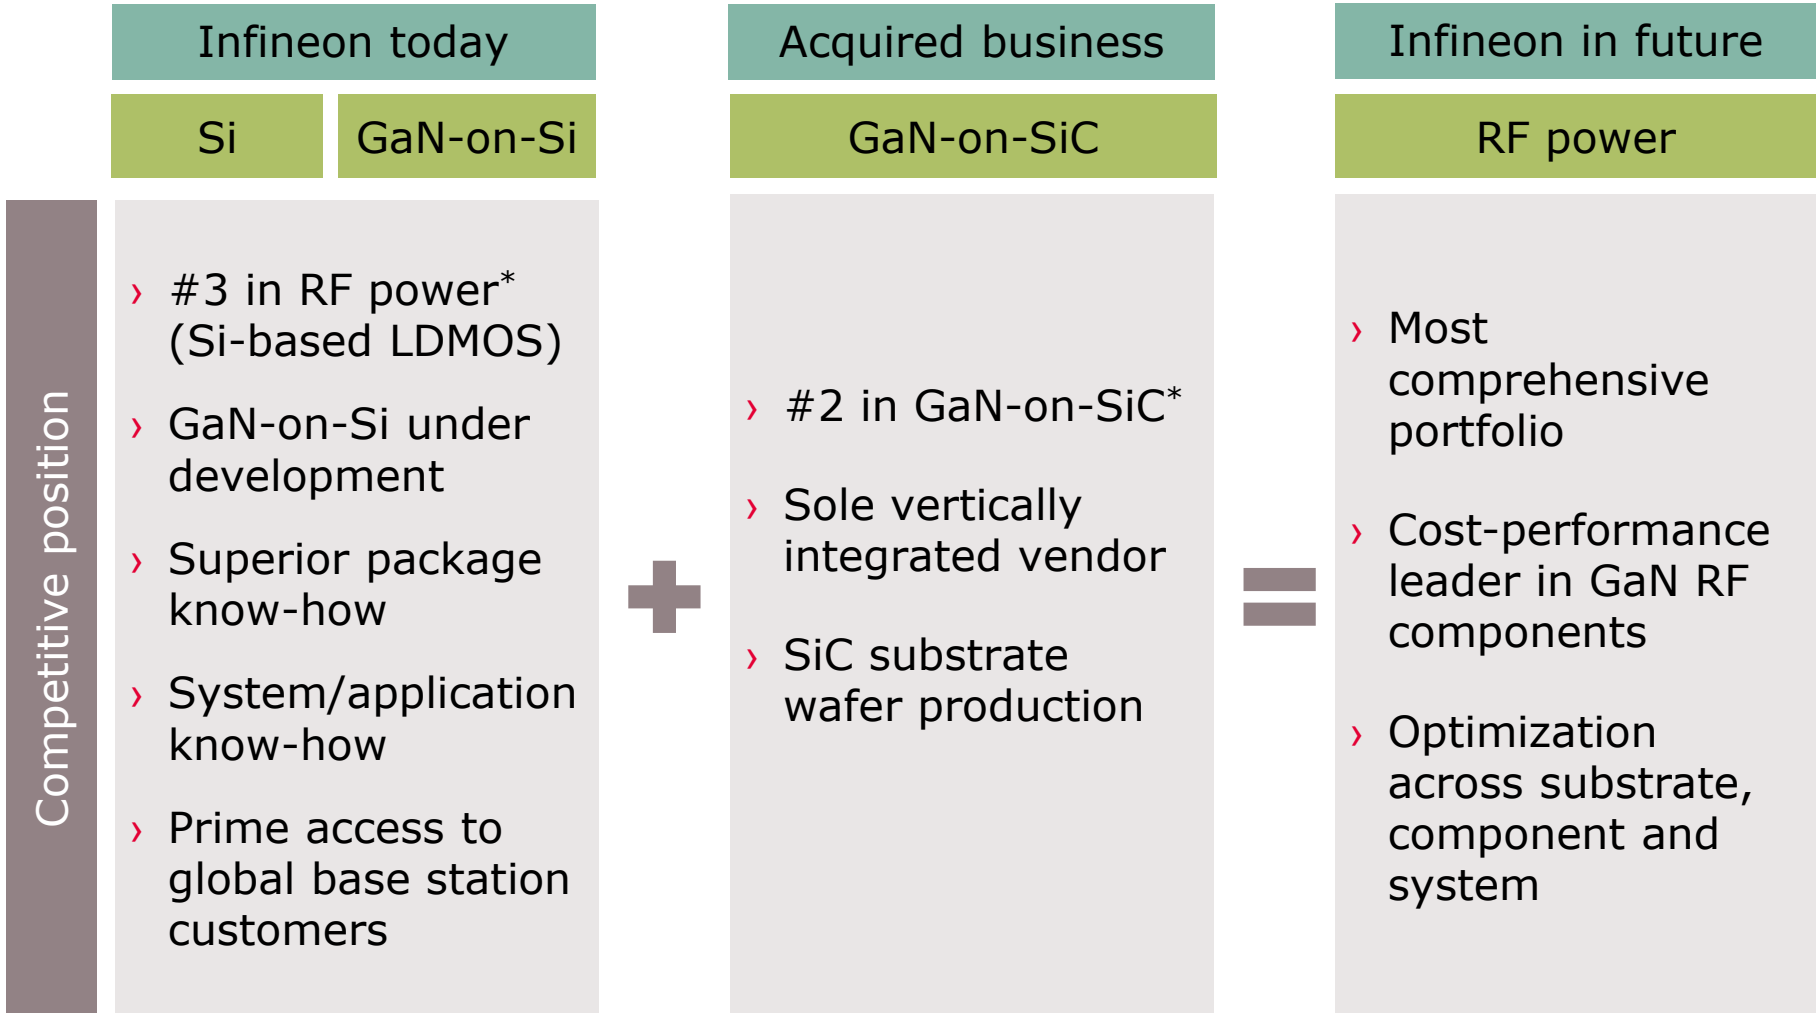 Infineon today
Acquired business
Infineon in future
Si
GaN-on-Si
GaN-on-SiC
RF power
Competitive position
› #3 in RF power*
(Si-based LDMOS)
› GaN-on-Si under
development
› Superior package
know-how
› System/application
know-how
› Prime access to
global base station
customers
+
› #2 in GaN-on-SiC*
› Sole vertically
integrated vendor
› SiC substrate
wafer production
=
› Most
comprehensive
portfolio
› Cost-performance
leader in GaN RF
components
› Optimization
across substrate,
component and
system